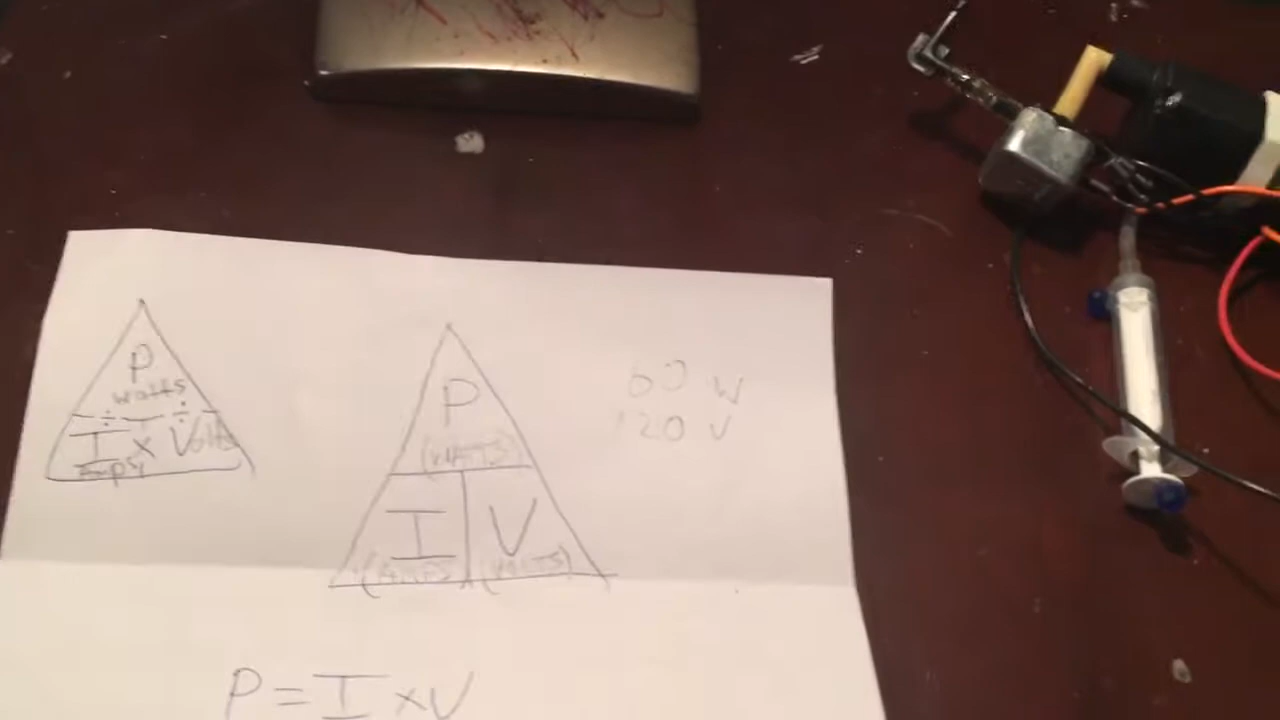 P
watts
÷ ÷
I x Volts
Amps
P
(WATTS)
I V
(AMPS) (VOLTS)
60 W
120 V
P = I x V